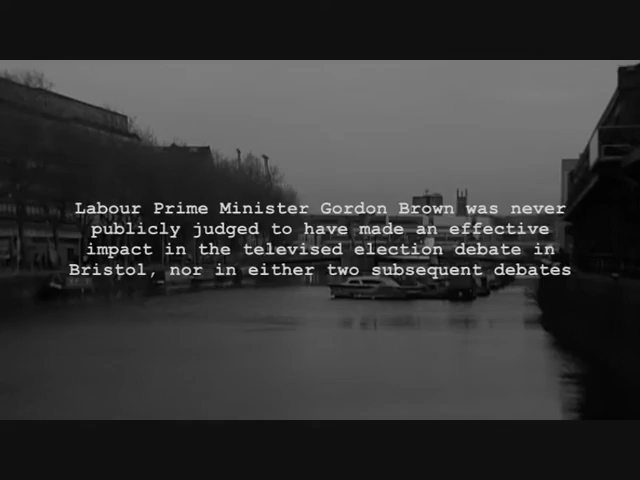 Labour Prime Minister Gordon Brown was never
publicly judged to have made an effective
impact in the televised election debate in
Bristol, nor in either two subsequent debates